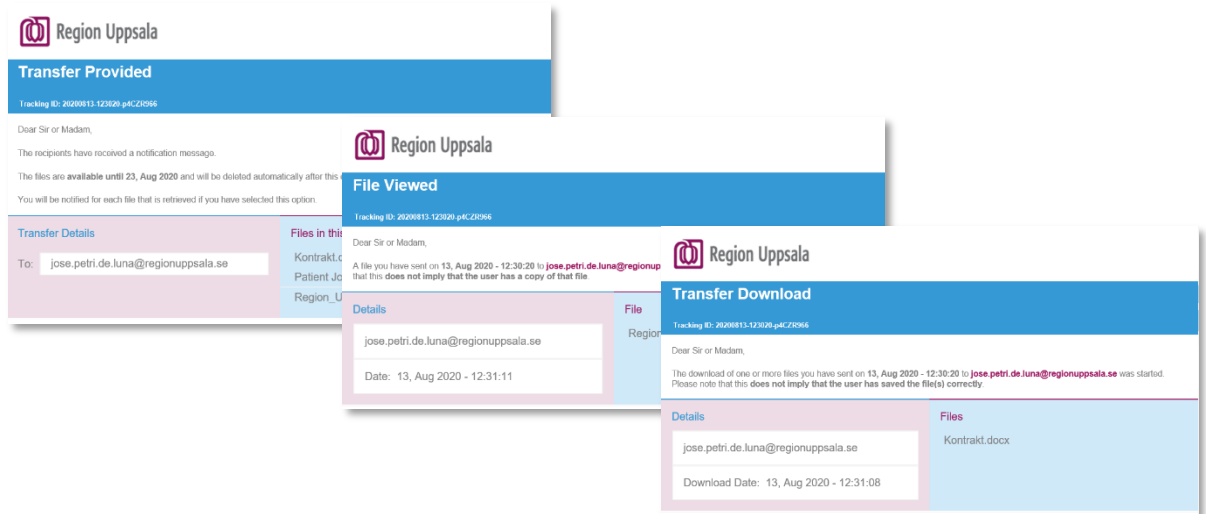 Region Uppsala
Transfer Provided
Tracking ID: 20200813-123020-p4CZR966
Dear Sir or Madam,
The recipients have received a notification message.
The files are available until 23, Aug 2020 and will be deleted automatically after this
You will be notified for each file that is retrieved if you have selected this option.
Transfer Details
To: jose.petri.de.luna@regionuppsala.se
Files in this
Kontrakt.d
Patient Jo
Region_U
Region Uppsala
File Viewed
Tracking ID: 20200813-123020-p4CZR966
Dear Sir or Madam,
A file you have sent on 13, Aug 2020 - 12:30:20 to jose.petri.de.luna@regionup
that this does not imply that the user has a copy of that file.
Details
jose.petri.de.luna@regionuppsala.se
Date: 13, Aug 2020 - 12:31:11
File
Region
Region Uppsala
Transfer Download
Tracking ID: 20200813-123020-p4CZR966
Dear Sir or Madam,
The download of one or more files you have sent on 13, Aug 2020 - 12:30:20 to jose.petri.de.luna@regionuppsala.se was started.
Please note that this does not imply that the user has saved the file(s) correctly.
Details
jose.petri.de.luna@regionuppsala.se
Download Date: 13, Aug 2020 - 12:31:08
Files
Kontrakt.docx